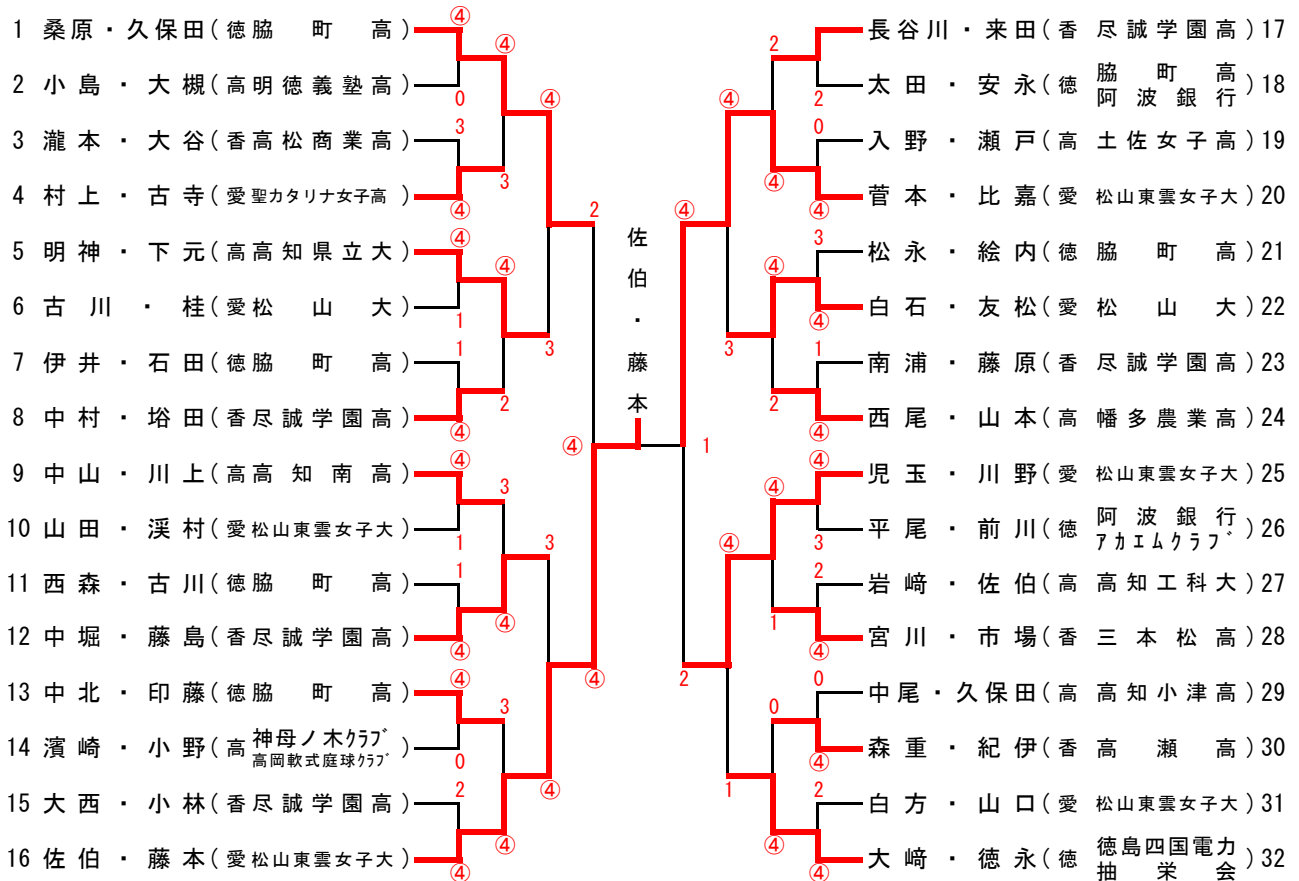 1 桑原・久保田(徳脇町高)
2 小島・大槻(高明徳義塾高)
3 瀧本・大谷(香高松商業高)
4 村上・古寺(愛聖カタリナ女子高)
5 明神・下元(高高知県立大)
6 古川・桂(愛松山大)
7 伊井・石田(徳脇町高)
8 中村・垥田(香尽誠学園高)
9 中山・川上(高高知南高)
10 山田・渓村(愛松山東雲女子大)
11 西森・古川(徳脇町高)
12 中堀・藤島(香尽誠学園高)
13 中北・印藤(徳脇町高)
14 濱崎・小野(高神母ノ木クラブ 高岡軟式庭球クラブ)
15 大西・小林(香尽誠学園高)
16 佐伯・藤本(愛松山東雲女子大)
④
0
3
④
④
1
1
④
④
1
1
④
④
0
2
④
④
3
④
2
3
④
3
④
④
3
3
④
2
④
④
佐伯・藤本
1
④
2
④
3
④
1
2
④
④
2
④
1
0
④
2
0
④
3
④
1
④
④
3
2
④
0
④
2
④
長谷川・来田(香 尽誠学園高)17
太田・安永(徳 脇町高 阿波銀行)18
入野・瀬戸(高 土佐女子高)19
菅本・比嘉(愛 松山東雲女子大)20
松永・絵内(徳 脇町高)21
白石・友松(愛 松山大)22
南浦・藤原(香 尽誠学園高)23
西尾・山本(高 幡多農業高)24
児玉・川野(愛 松山東雲女子大)25
平尾・前川(徳 阿波銀行 アカエムクラブ)26
岩﨑・佐伯(高 高知工科大)27
宮川・市場(香 三本松高)28
中尾・久保田(高 高知小津高)29
森重・紀伊(香 高瀬高)30
白方・山口(愛 松山東雲女子大)31
大﨑・徳永(徳 徳島四国電力 抽栄会)32